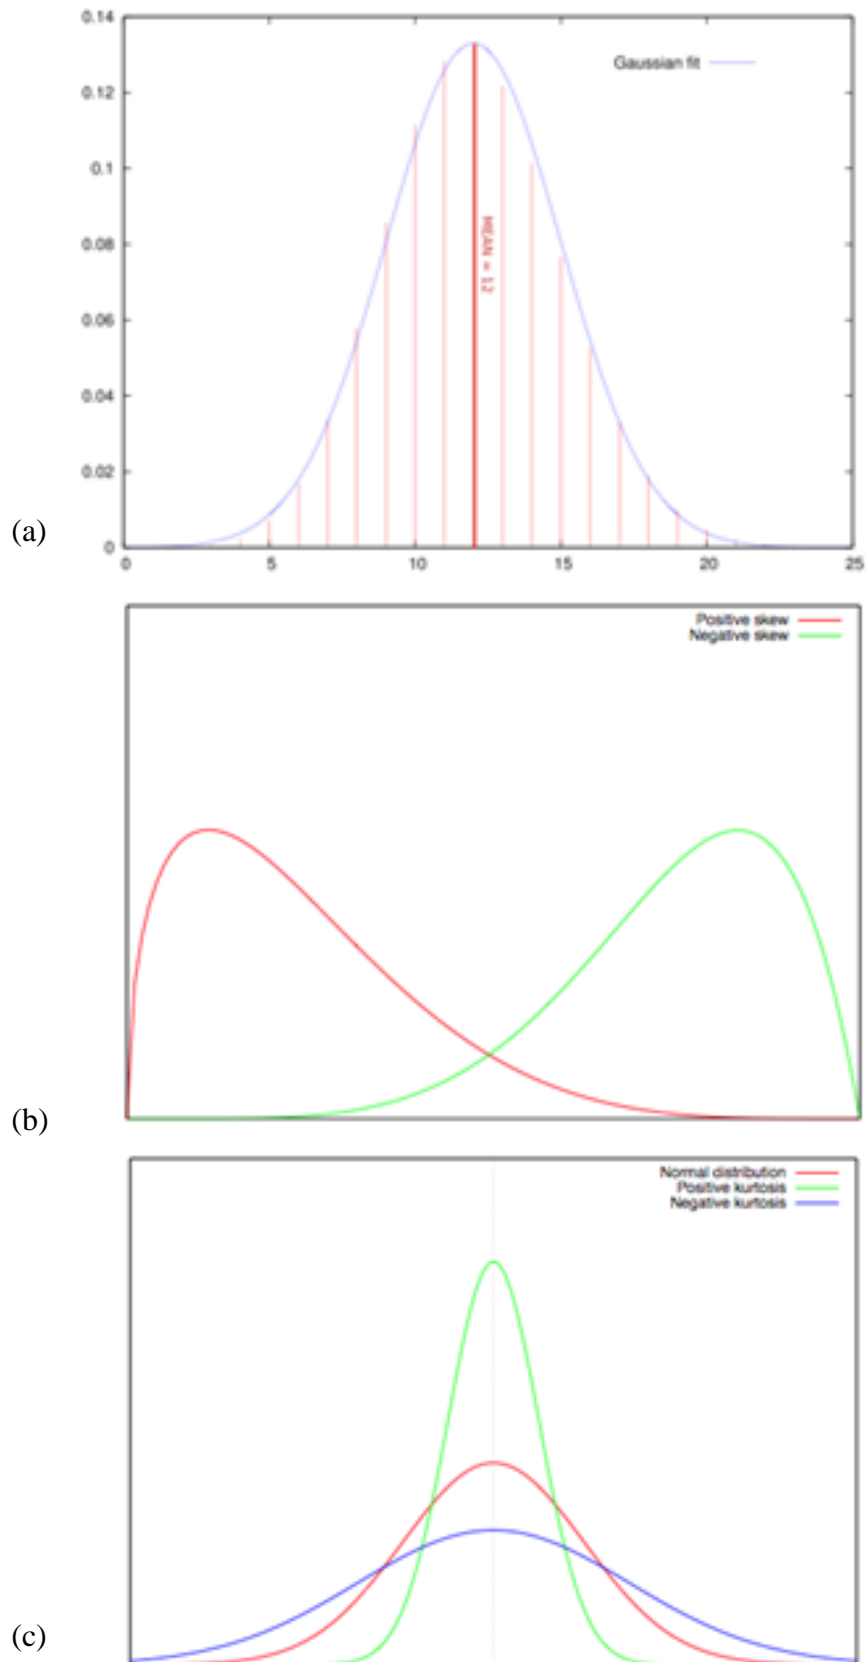 0.14
Gaussian fit
0.12
0.1
0.08
MEAN = 12
0.06
0.04
0.02
(a)
0
0 5 10 15 20 25
Positive skew
Negative skew
(b)
Normal distribution
Positive kurtosis
Negative kurtosis
(c)